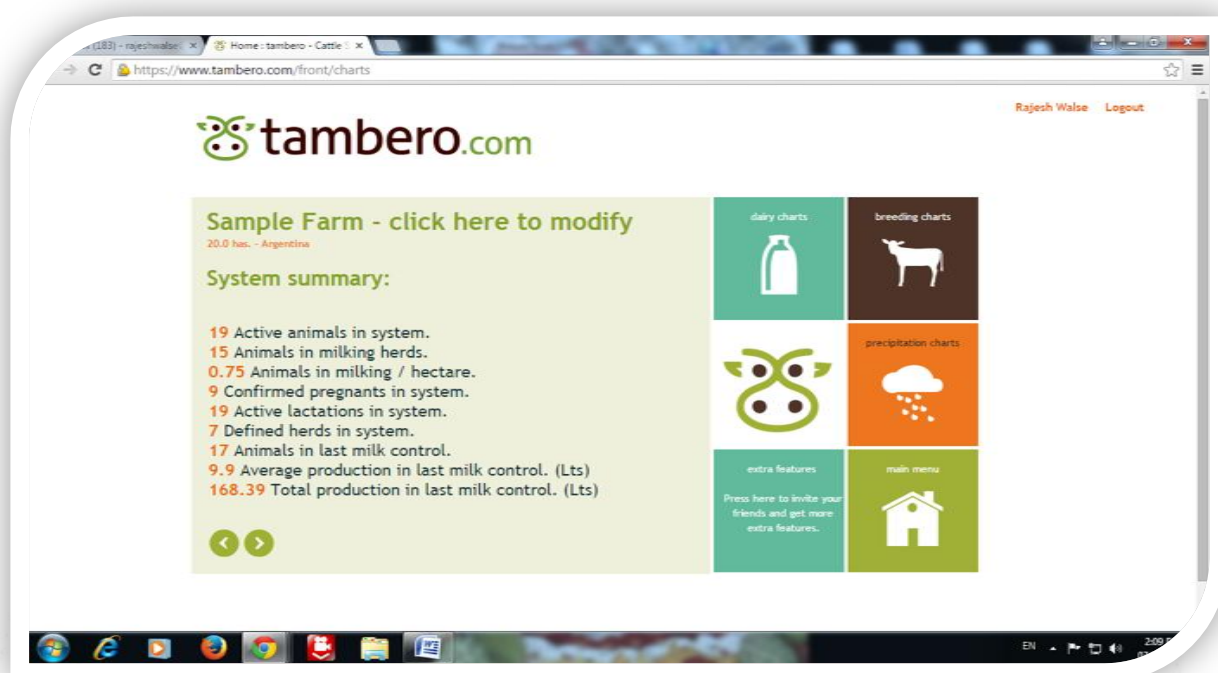 (183) - rajeshwalse
Home : tambero - Cattle
https://www.tambero.com/front/charts
Rajesh Walse Logout
tambero.com
Sample Farm - click here to modify
20.0 has. - Argentina
System summary:
19 Active animals in system.
15 Animals in milking herds.
0.75 Animals in milking / hectare.
9 Confirmed pregnants in system.
19 Active lactations in system.
7 Defined herds in system.
17 Animals in last milk control.
9.9 Average production in last milk control. (Lts)
168.39 Total production in last milk control. (Lts)
dairy charts
breeding charts
precipitation charts
extra features
Press here to invite your
friends and get more
extra features.
main menu
EN
2:09